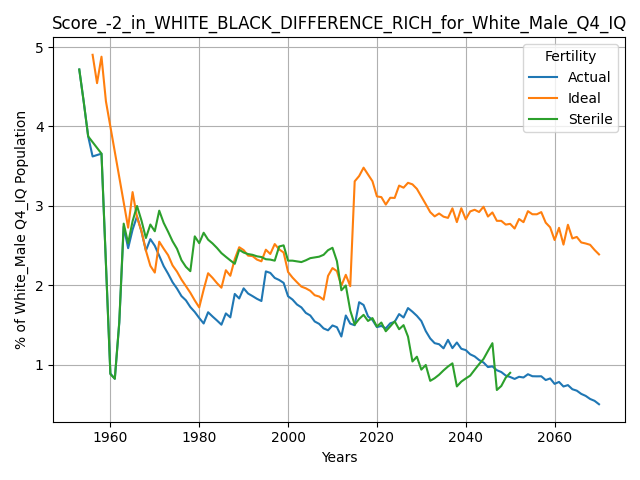 Score_-2_in_WHITE_BLACK_DIFFERENCE_RICH_for_White_Male_Q4_IQ
Fertility
Actual
Ideal
Sterile
% of White_Male Q4_IQ Population
5
4
3
2
1
1960 1980 2000 2020 2040 2060
Years